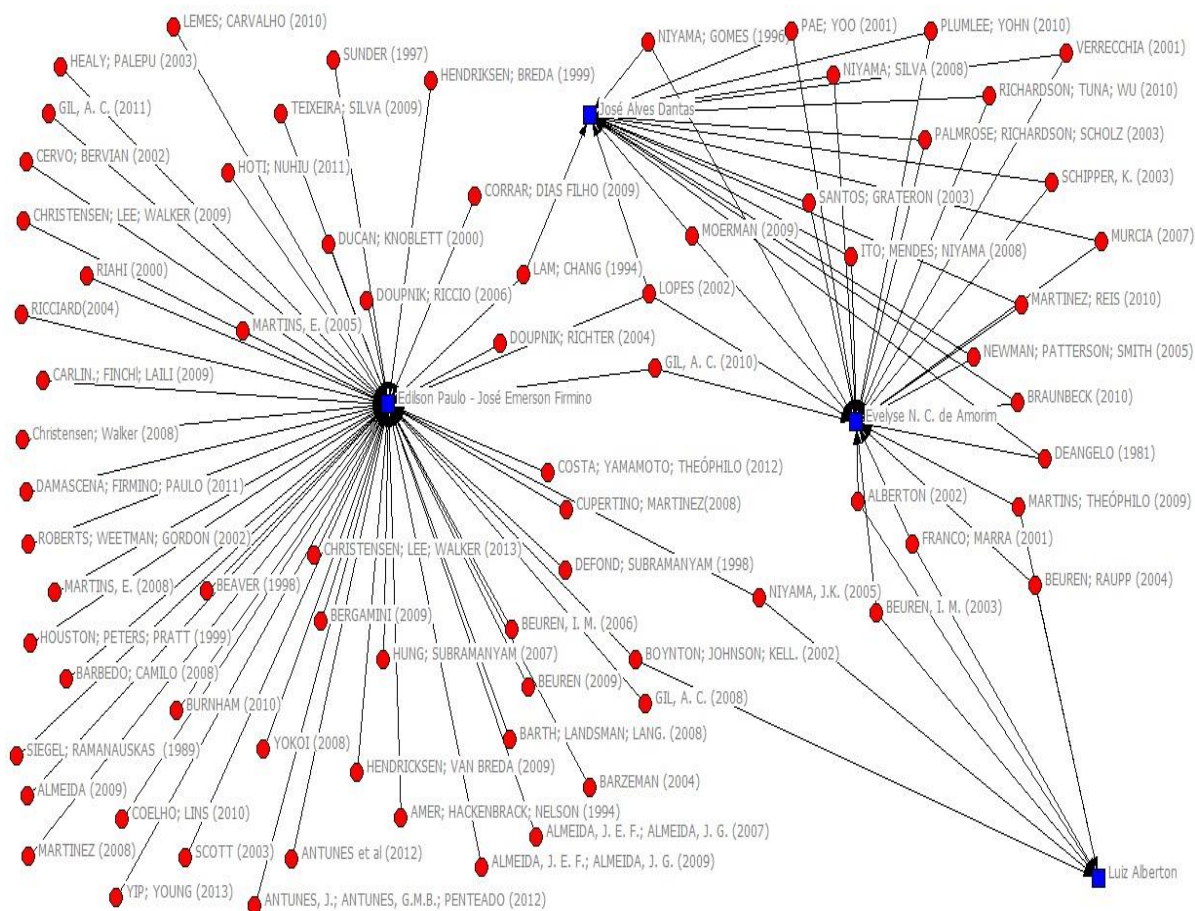 LEMES; CARVALHO (2010)
NIYAMA; GOMES (1996)
PAE; YOO (2001)
PLUMLEE; YOHN (2010)
HEALY; PALEPU (2003)
SUNDER (1997)
VERRECCHIA (2001)
HENDRIKSEN; BREDA (1999)
NIYAMA; SILVA (2008)
RICHARDSON; TUNA; WU (2010)
GIL, A. C. (2011)
TEIXEIRA; SILVA (2009)
José Alves Dantas
PALMROSE; RICHARDSON; SCHOLZ (2003)
CERVO; BERVIAN (2002)
HOTI; NUHIU (2011)
SCHIPPER, K. (2003)
CORRAR; DIAS FILHO (2009)
SANTOS; GRATERON (2003)
CHRISTENSEN; LEE; WALKER (2009)
MOERMAN (2009)
MURCIA (2007)
DUCAN; KNOBLETT (2000)
ITO; MENDES; NIYAMA (2008)
RIAHI (2000)
LAM; CHANG (1994)
LOPES (2002)
DOUPNIK; RICCIO (2006)
MARTINEZ; REIS (2010)
RICCIARD(2004)
MARTINS, E. (2005)
DOUPNIK; RICHTER (2004)
NEWMAN; PATTERSON; SMITH (2005)
GIL, A. C. (2010)
CARLIN.; FINCHl; LAILI (2009)
Edilson Paulo - José Emerson Firmino
BRAUNBECK (2010)
Evelyse N. C. de Amorim
Christensen; Walker (2008)
DEANGELO (1981)
COSTA; YAMAMOTO; THEÓPHILO (2012)
DAMASCENA; FIRMINO; PAULO (2011)
ALBERTON (2002)
MARTINS; THEÓPHILO (2009)
CUPERTINO; MARTINEZ(2008)
ROBERTS; WEETMAN; GORDON (2002)
FRANCO; MARRA (2001)
CHRISTENSEN; LEE; WALKER (2013)
DEFOND; SUBRAMANYAM (1998)
BEUREN; RAUPP (2004)
MARTINS, E. (2008)
BEAVER (1998)
NIYAMA, J.K. (2005)
BEUREN, I. M. (2003)
BERGAMINI (2009)
BEUREN, I. M. (2006)
HOUSTON; PETERS; PRATT (1999)
HUNG; SUBRAMANYAM (2007)
BOYNTON; JOHNSON; KELL. (2002)
BARBEDO; CAMILO (2008)
BEUREN (2009)
GIL, A. C. (2008)
BURNHAM (2010)
BARTH; LANDSMAN; LANG. (2008)
YOKOI (2008)
SIEGEL; RAMANAUSKAS (1989)
HENDRICKSEN; VAN BREDA (2009)
BARZEMAN (2004)
ALMEIDA (2009)
COELHO; LINS (2010)
AMER; HACKENBRACK; NELSON (1994)
ALMEIDA, J. E. F.; ALMEIDA, J. G. (2007)
MARTINEZ (2008)
SCOTT (2003)
ANTUNES et al (2012)
ALMEIDA, J. E. F.; ALMEIDA, J. G. (2009)
Luiz Alberton
YIP; YOUNG (2013)
ANTUNES, J.; ANTUNES, G.M.B.; PENTEADO (2012)